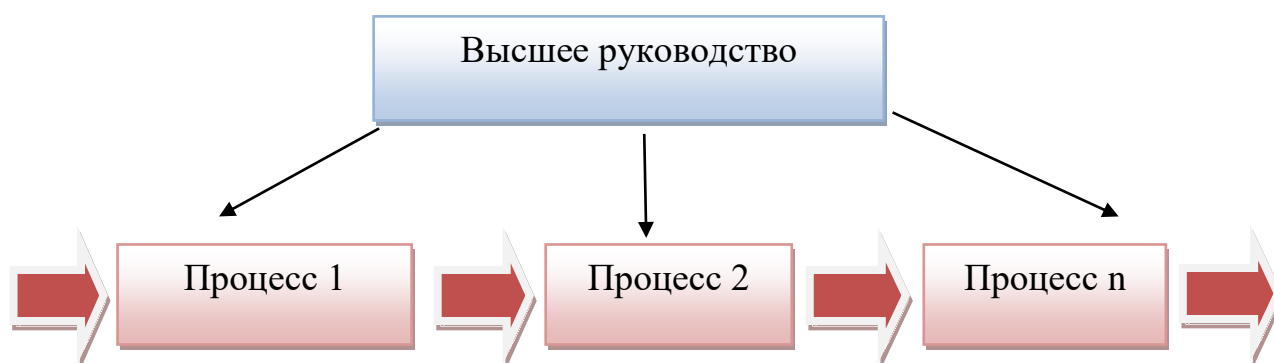 Высшее руководство
Процесс 1
Процесс 2
Процесс n